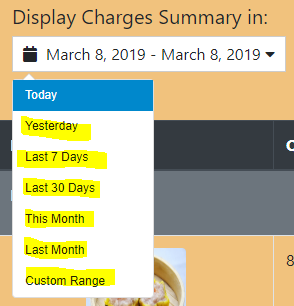 Display Charges Summary in:
March 8, 2019 - March 8, 2019
Today
Yesterday
Last 7 Days
Last 30 Days
This Month
Last Month
Custom Range
8